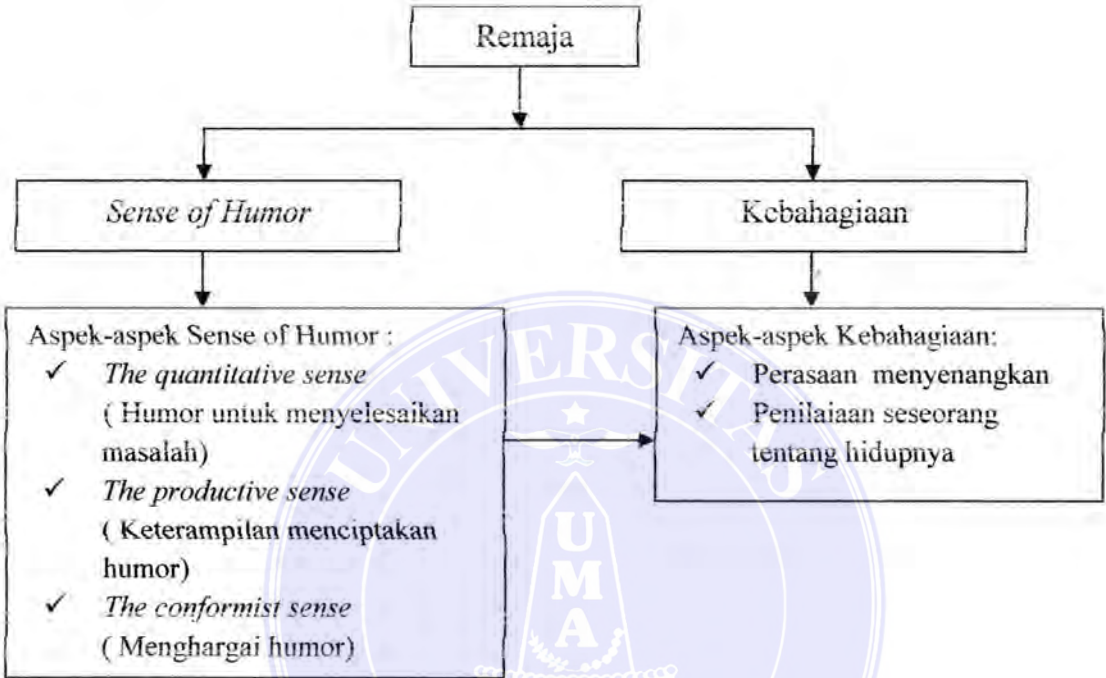 Remaja
Sense of Humor
Kebahagiaan
Aspek-aspek Sense of Humor :
✓ The quantitative sense
( Humor untuk menyelesaikan
masalah)
✓ The productive sense
( Keterampilan menciptakan
humor)
✓ The conformist sense
( Menghargai humor)
Aspek-aspek Kebahagiaan:
✓ Perasaan menyenangkan
✓ Penilaiaan seseorang
tentang hidupnya
UNIVERSITAS
U
M
A